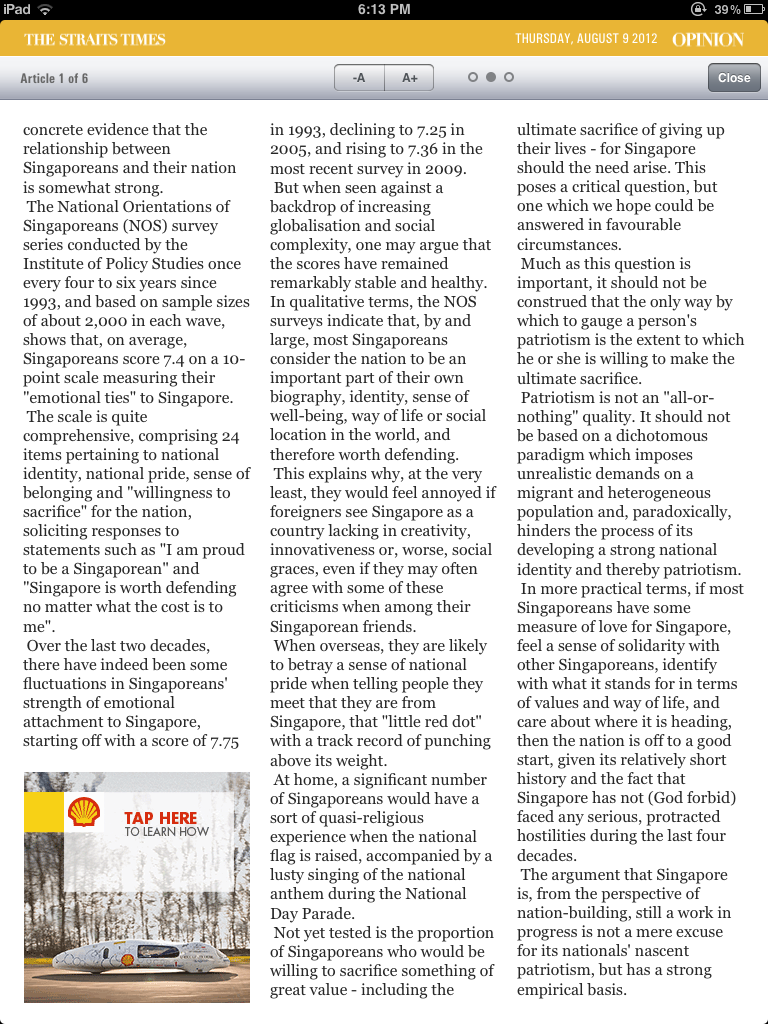 iPad
6:13 PM
39%
THE STRAITS TIMES
THURSDAY, AUGUST 9 2012
OPINION
Article 1 of 6
-A
A+
Close
concrete evidence that the
relationship between
Singaporeans and their nation
is somewhat strong.
The National Orientations of
Singaporeans (NOS) survey
series conducted by the
Institute of Policy Studies once
every four to six years since
1993, and based on sample sizes
of about 2,000 in each wave,
shows that, on average,
Singaporeans score 7.4 on a 10-
point scale measuring their
"emotional ties" to Singapore.
The scale is quite
comprehensive, comprising 24
items pertaining to national
identity, national pride, sense of
belonging and "willingness to
sacrifice" for the nation,
soliciting responses to
statements such as "I am proud
to be a Singaporean" and
"Singapore is worth defending
no matter what the cost is to
me".
Over the last two decades,
there have indeed been some
fluctuations in Singaporeans'
strength of emotional
attachment to Singapore,
starting off with a score of 7.75
TAP HERE
TO LEARN HOW
in 1993, declining to 7.25 in
2005, and rising to 7.36 in the
most recent survey in 2009.
But when seen against a
backdrop of increasing
globalisation and social
complexity, one may argue that
the scores have remained
remarkably stable and healthy.
In qualitative terms, the NOS
surveys indicate that, by and
large, most Singaporeans
consider the nation to be an
important part of their own
biography, identity, sense of
well-being, way of life or social
location in the world, and
therefore worth defending.
This explains why, at the very
least, they would feel annoyed if
foreigners see Singapore as a
country lacking in creativity,
innovativeness or, worse, social
graces, even if they may often
agree with some of these
criticisms when among their
Singaporean friends.
When overseas, they are likely
to betray a sense of national
pride when telling people they
meet that they are from
Singapore, that "little red dot"
with a track record of punching
above its weight.
At home, a significant number
of Singaporeans would have a
sort of quasi-religious
experience when the national
flag is raised, accompanied by a
lusty singing of the national
anthem during the National
Day Parade.
Not yet tested is the proportion
of Singaporeans who would be
willing to sacrifice something of
great value - including the
ultimate sacrifice of giving up
their lives - for Singapore
should the need arise. This
poses a critical question, but
one which we hope could be
answered in favourable
circumstances.
Much as this question is
important, it should not be
construed that the only way by
which to gauge a person's
patriotism is the extent to which
he or she is willing to make the
ultimate sacrifice.
Patriotism is not an "all-or-
nothing" quality. It should not
be based on a dichotomous
paradigm which imposes
unrealistic demands on a
migrant and heterogeneous
population and, paradoxically,
hinders the process of its
developing a strong national
identity and thereby patriotism.
In more practical terms, if most
Singaporeans have some
measure of love for Singapore,
feel a sense of solidarity with
other Singaporeans, identify
with what it stands for in terms
of values and way of life, and
care about where it is heading,
then the nation is off to a good
start, given its relatively short
history and the fact that
Singapore has not (God forbid)
faced any serious, protracted
hostilities during the last four
decades.
The argument that Singapore
is, from the perspective of
nation-building, still a work in
progress is not a mere excuse
for its nationals' nascent
patriotism, but has a strong
empirical basis.